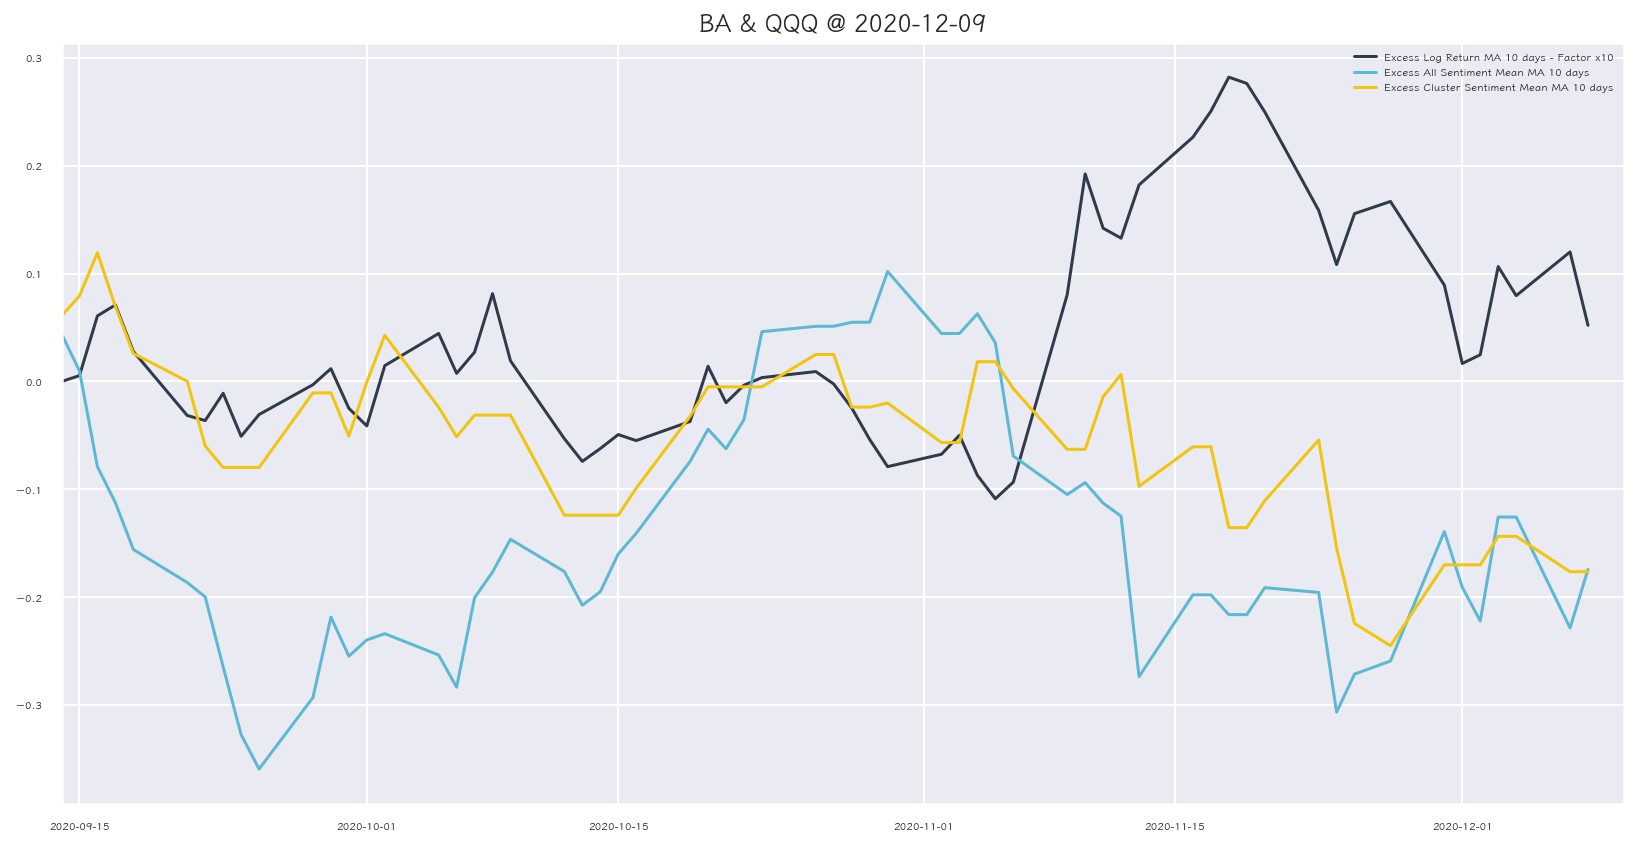 BA & QQQ @ 2020-12-09
Excess Log Return MA 10 days - Factor x10
Excess All Sentiment Mean MA 10 days
Excess Cluster Sentiment Mean MA 10 days
0.3
0.2
0.1
0.0
−0.1
−0.2
−0.3
2020-09-15 2020-10-01 2020-10-15 2020-11-01 2020-11-15 2020-12-01